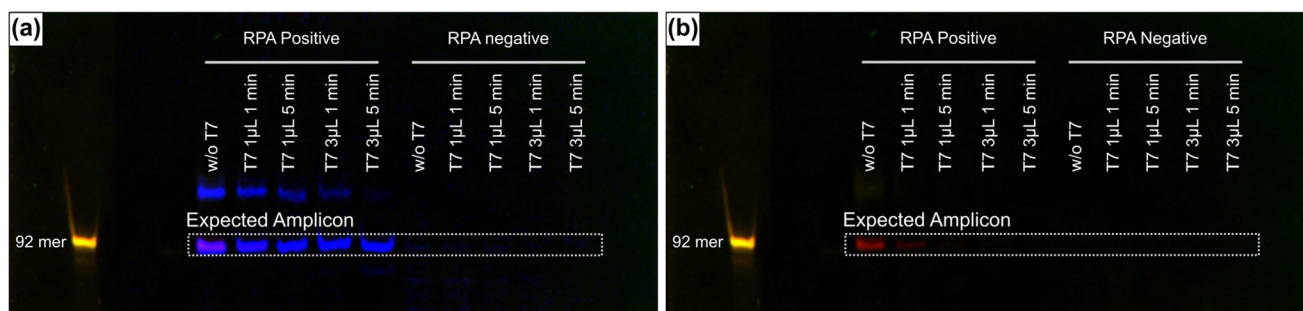 (a)
RPA Positive
RPA negative
w/o T7
T7 1µL 1 min
T7 1µL 5 min
T7 3µL 1 min
T7 3µL 5 min
w/o T7
T7 1µL 1 min
T7 1µL 5 min
T7 3µL 1 min
T7 3µL 5 min
Expected Amplicon
92 mer
(b)
RPA Positive
RPA Negative
w/o T7
T7 1µL 1 min
T7 1µL 5 min
T7 3µL 1 min
T7 3µL 5 min
w/o T7
T7 1µL 1 min
T7 1µL 5 min
T7 3µL 1 min
T7 3µL 5 min
Expected Amplicon
92 mer